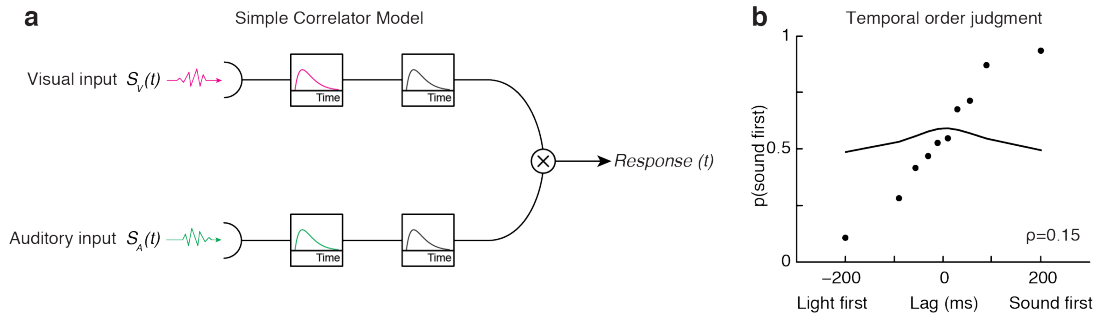 a
Simple Correlator Model
Visual input S_V(t)
Time
Time
Response (t)
Auditory input S_A(t)
Time
Time
b
Temporal order judgment
p(sound first)
1
0.5
0
ρ=0.15
−200
0
200
Light first
Lag (ms)
Sound first